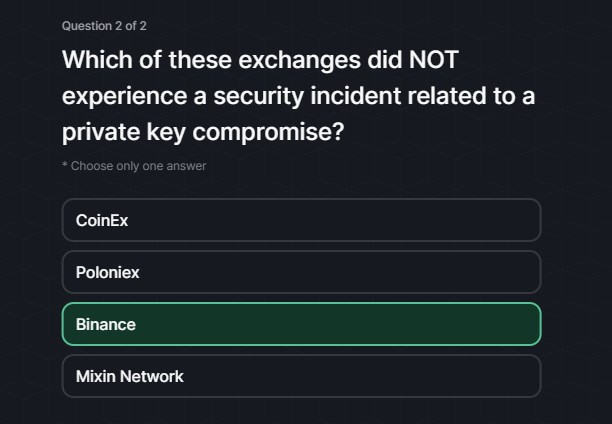 Question 2 of 2
Which of these exchanges did NOT
experience a security incident related to a
private key compromise?
* Choose only one answer
CoinEx
Poloniex
Binance
Mixin Network